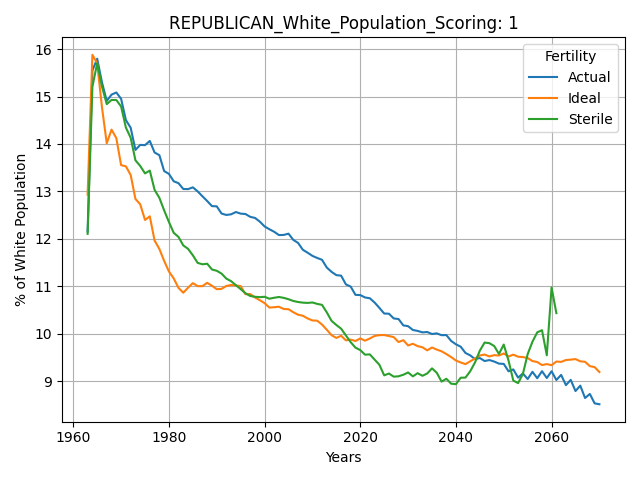 REPUBLICAN_White_Population_Scoring: 1
Fertility
Actual
Ideal
Sterile
% of White Population
16
15
14
13
12
11
10
9
1960 1980 2000 2020 2040 2060
Years